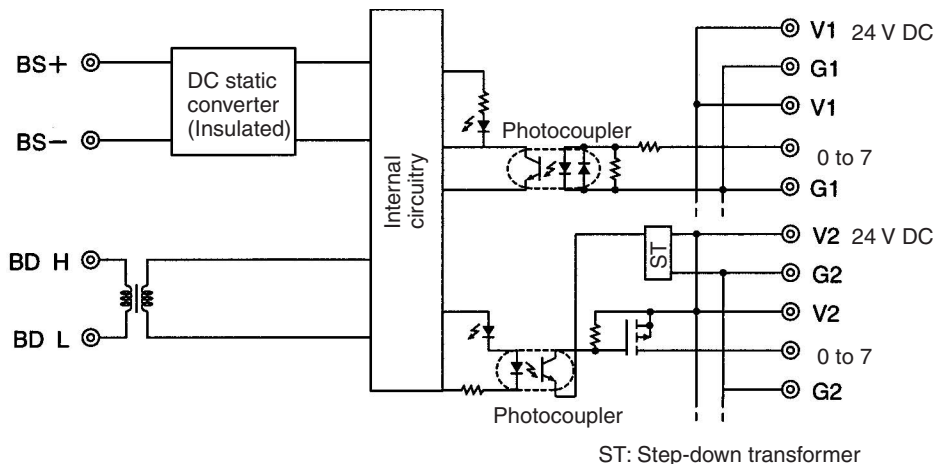 BS+
BS−
DC static
converter
(Insulated)
BD H
BD L
Internal
circuitry
Photocoupler
V1 24 V DC
G1
V1
0 to 7
G1
ST
V2 24 V DC
G2
V2
0 to 7
G2
Photocoupler
ST: Step-down transformer